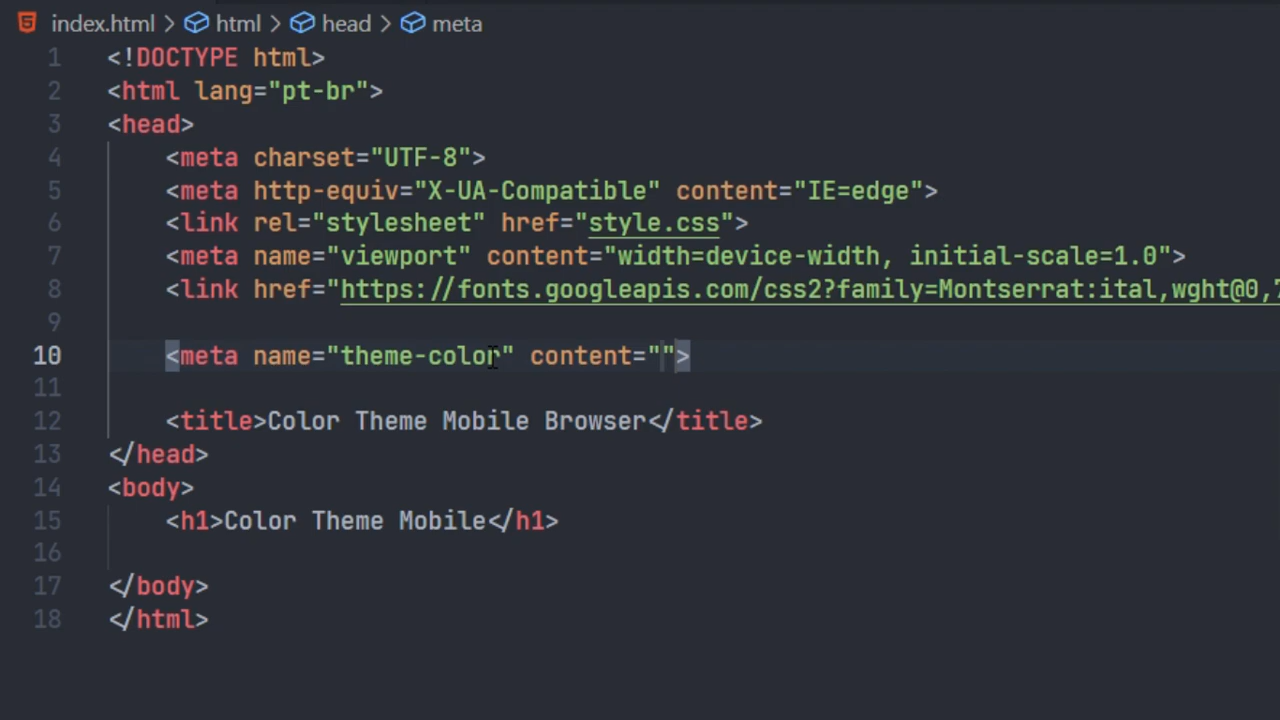 index.html > html > head > meta
1 <!DOCTYPE html>
2 <html lang="pt-br">
3 <head>
4 <meta charset="UTF-8">
5 <meta http-equiv="X-UA-Compatible" content="IE=edge">
6 <link rel="stylesheet" href="style.css">
7 <meta name="viewport" content="width=device-width, initial-scale=1.0">
8 <link href="https://fonts.googleapis.com/css2?family=Montserrat:ital,wght@0,7
9
10 <meta name="theme-color" content="">
11
12 <title>Color Theme Mobile Browser</title>
13 </head>
14 <body>
15 <h1>Color Theme Mobile</h1>
16
17 </body>
18 </html>